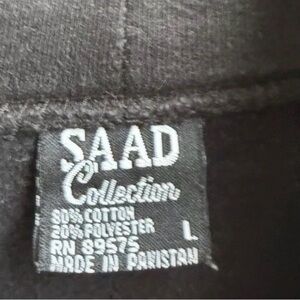 SAAD
Collection
80% COTTON
20% POLYESTER
L
RN 89575
MADE IN PAKISTAN